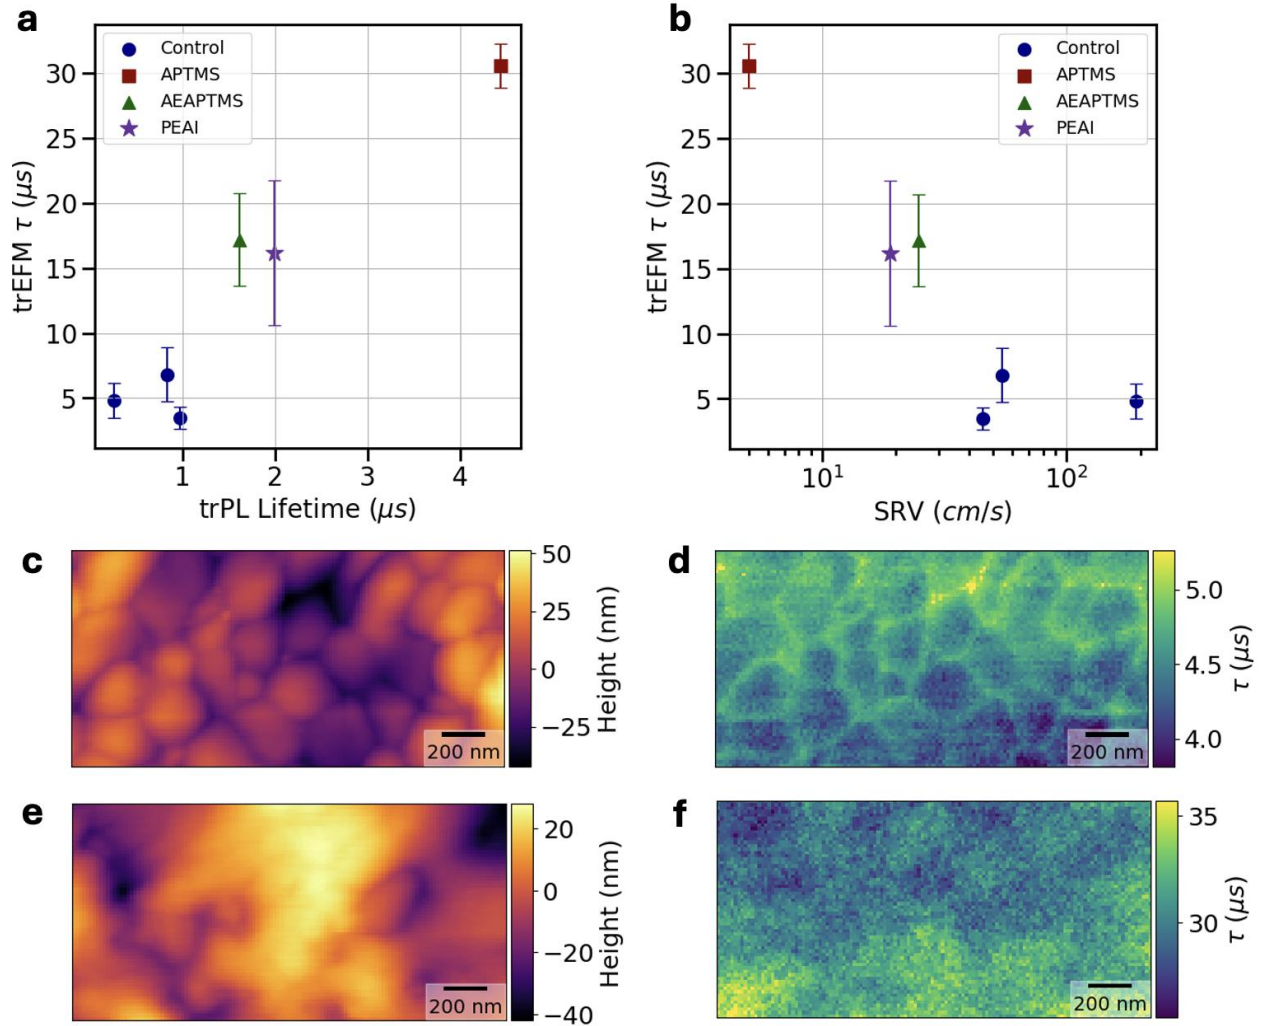 a
Control
APTMS
AEAPTMS
PEAI
30
25
20
15
10
5
trEFM τ (μs)
1 2 3 4
trPL Lifetime (μs)
b
Control
APTMS
AEAPTMS
PEAI
30
25
20
15
10
5
trEFM τ (μs)
10¹ 10²
SRV (cm/s)
c
200 nm
50
25
0
−25
Height (nm)
d
200 nm
5.0
4.5
4.0
τ (μs)
e
200 nm
20
0
−20
−40
Height (nm)
f
200 nm
35
30
τ (μs)